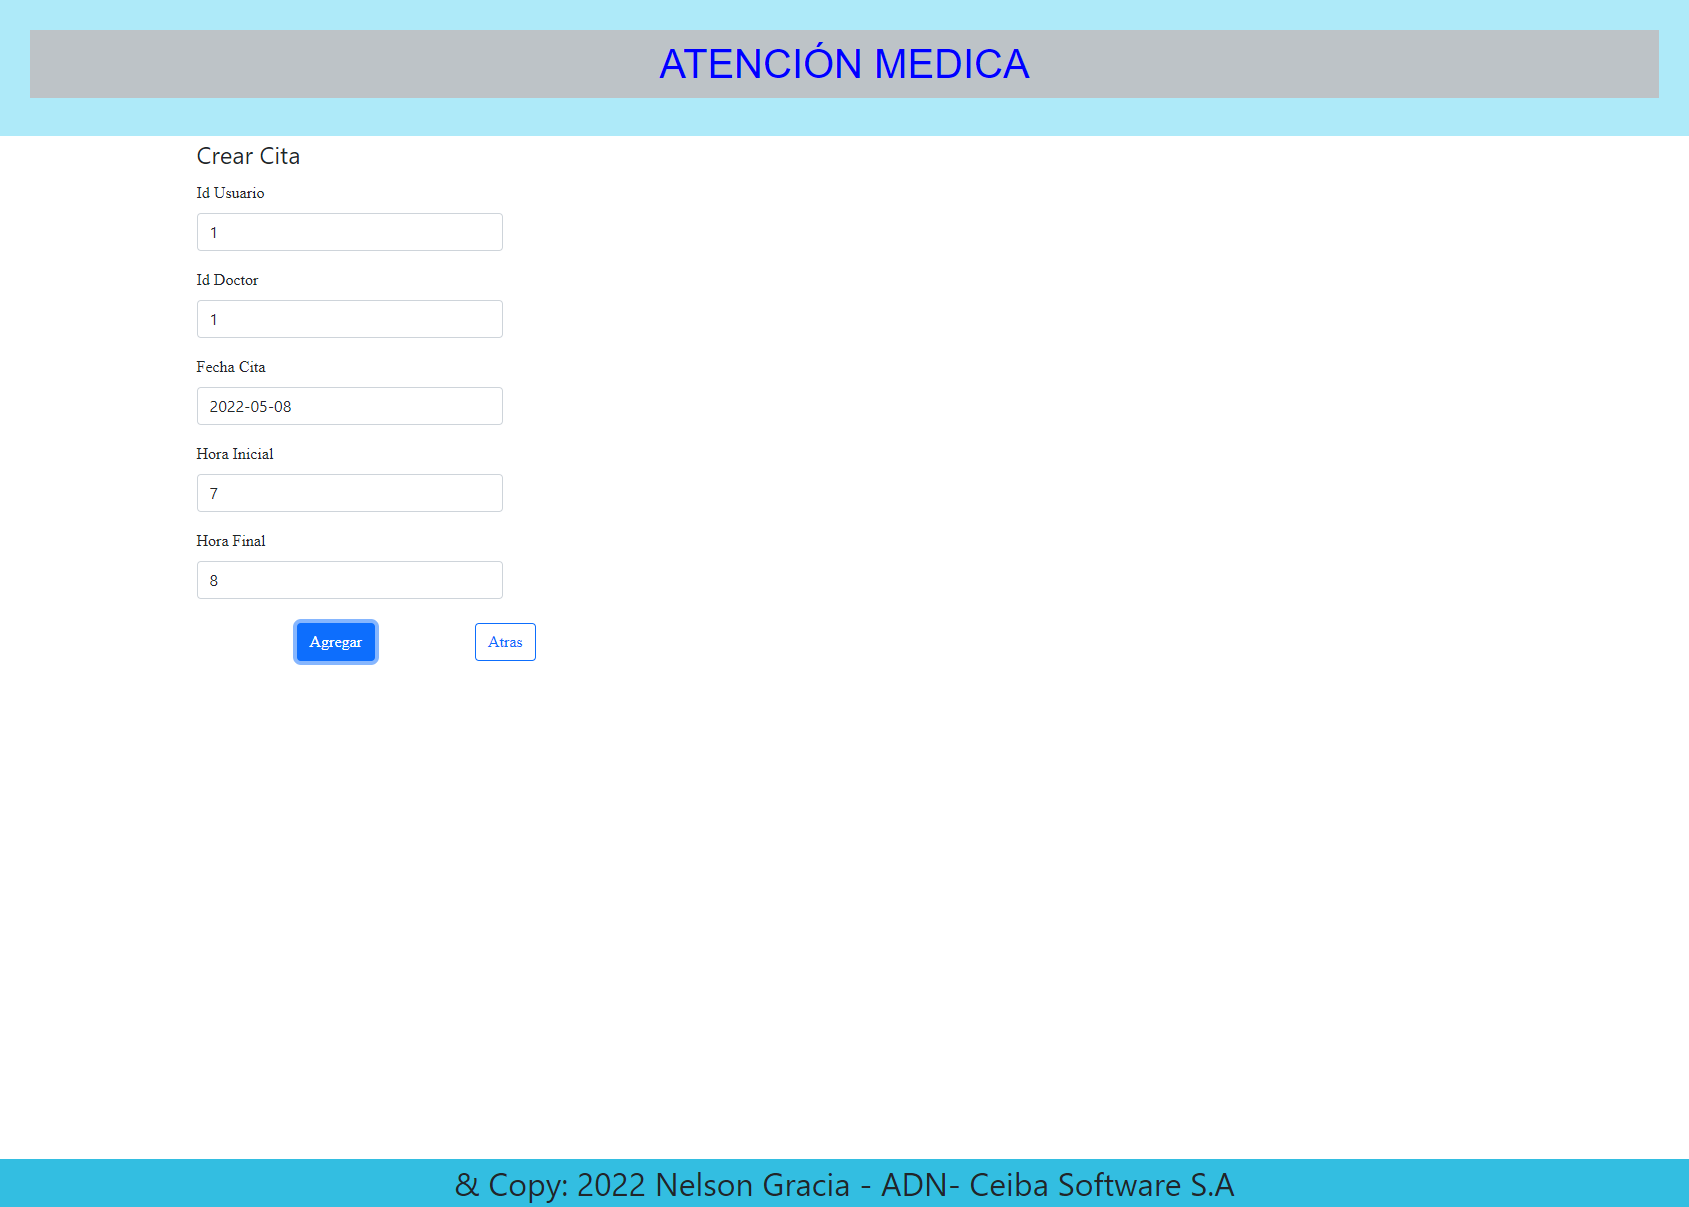 ATENCIÓN MEDICA
Crear Cita
Id Usuario
1
Id Doctor
1
Fecha Cita
2022-05-08
Hora Inicial
7
Hora Final
8
Agregar Atras
& Copy: 2022 Nelson Gracia - ADN- Ceiba Software S.A